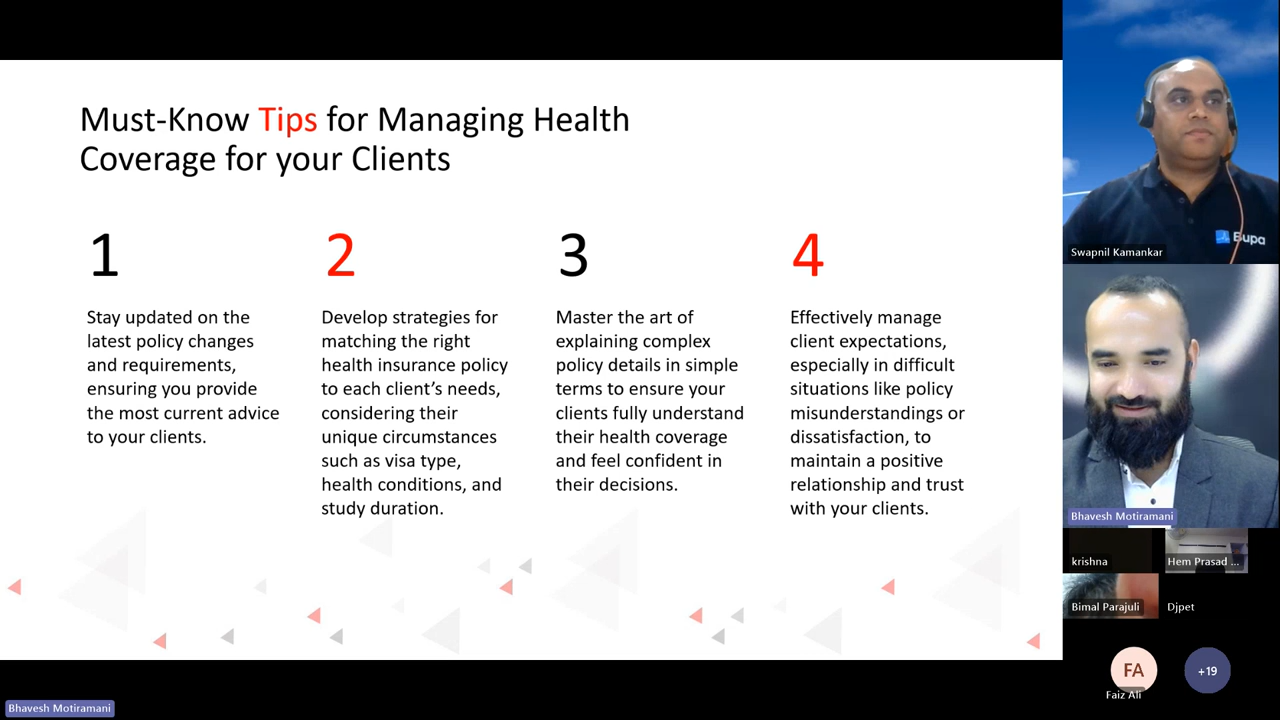 Must-Know Tips for Managing Health
Coverage for your Clients
1
Stay updated on the
latest policy changes
and requirements,
ensuring you provide
the most current advice
to your clients.
2
Develop strategies for
matching the right
health insurance policy
to each client’s needs,
considering their
unique circumstances
such as visa type,
health conditions, and
study duration.
3
Master the art of
explaining complex
policy details in simple
terms to ensure your
clients fully understand
their health coverage
and feel confident in
their decisions.
4
Effectively manage
client expectations,
especially in difficult
situations like policy
misunderstandings or
dissatisfaction, to
maintain a positive
relationship and trust
with your clients.
Bupa
Swapnil Kamankar
Bhavesh Motiramani
krishna
Hem Prasad ...
Bimal Parajuli
Djpet
FA
Faiz Ali
+19
Bhavesh Motiramani